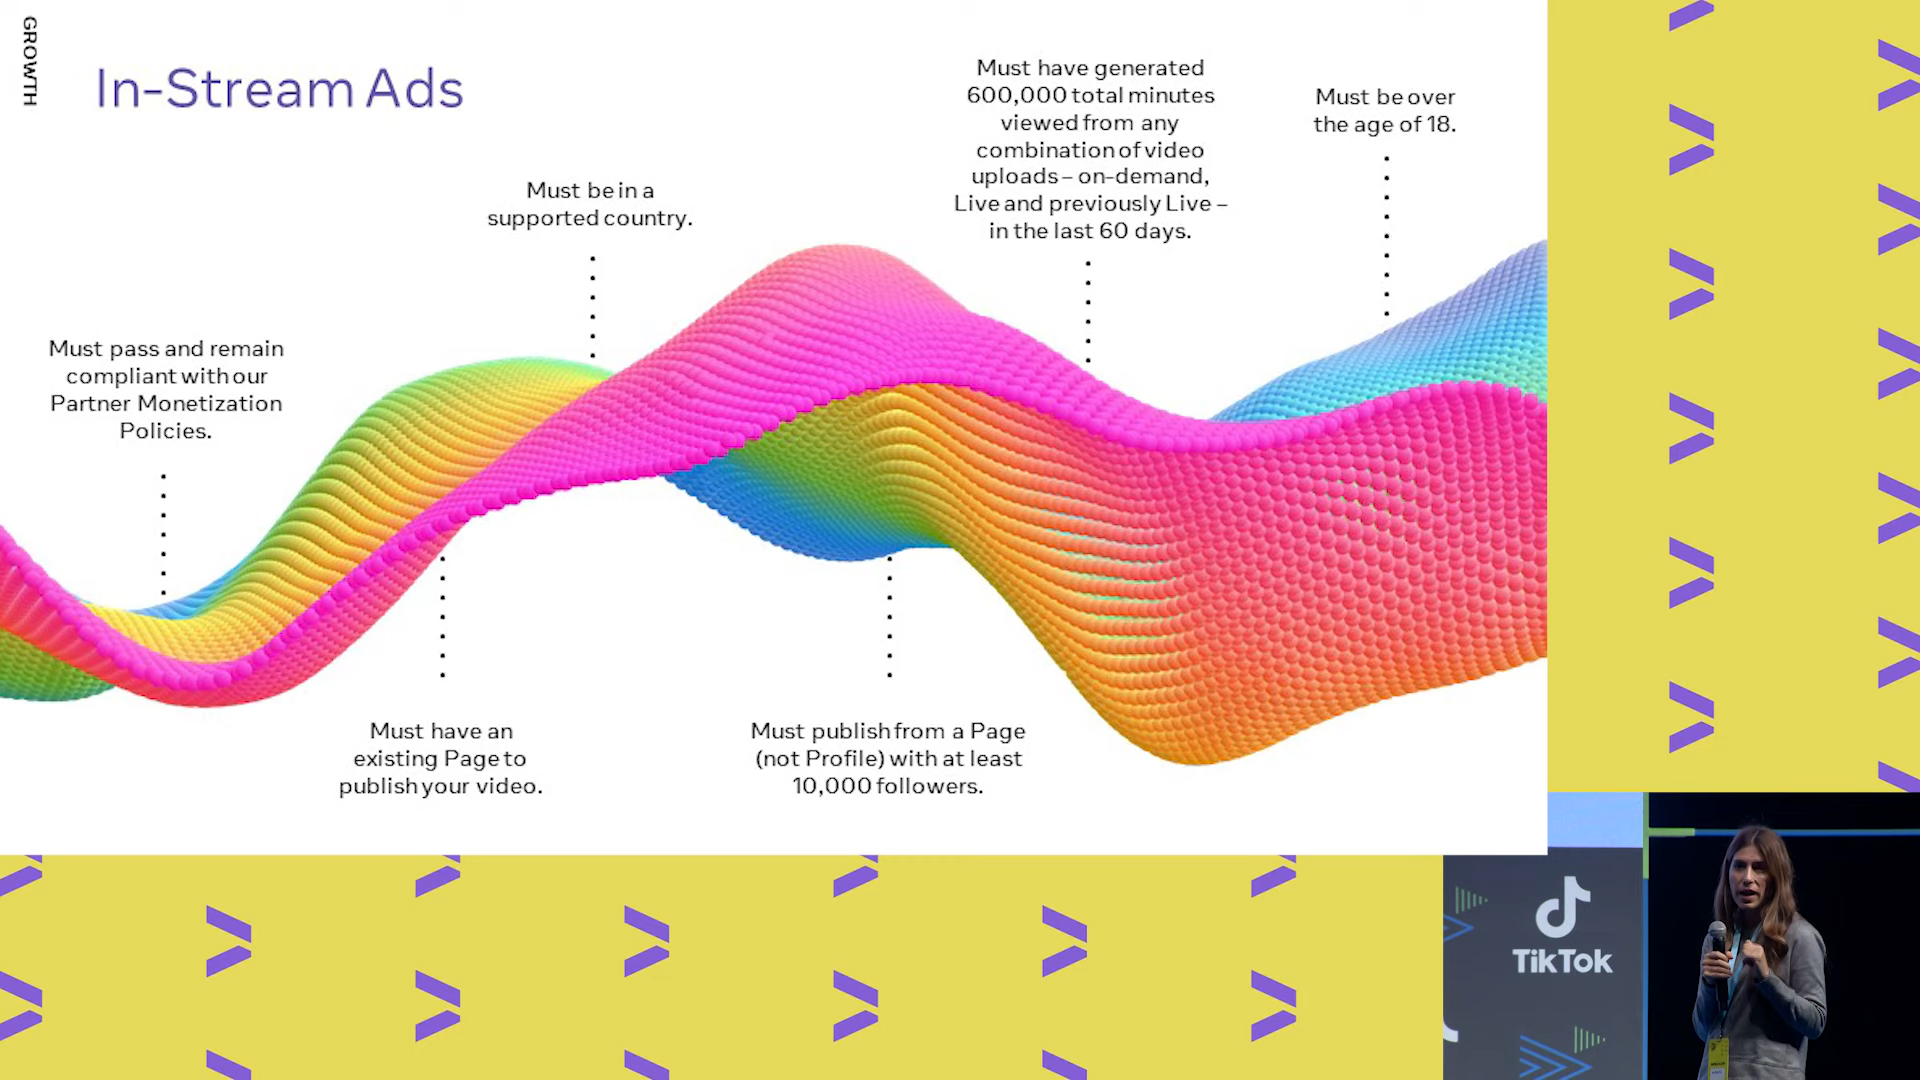 GROWTH
In-Stream Ads
Must pass and remain
compliant with our
Partner Monetization
Policies.
Must have an
existing Page to
publish your video.
Must be in a
supported country.
Must publish from a Page
(not Profile) with at least
10,000 followers.
Must have generated
600,000 total minutes
viewed from any
combination of video
uploads – on-demand,
Live and previously Live –
in the last 60 days.
Must be over
the age of 18.
TikTok